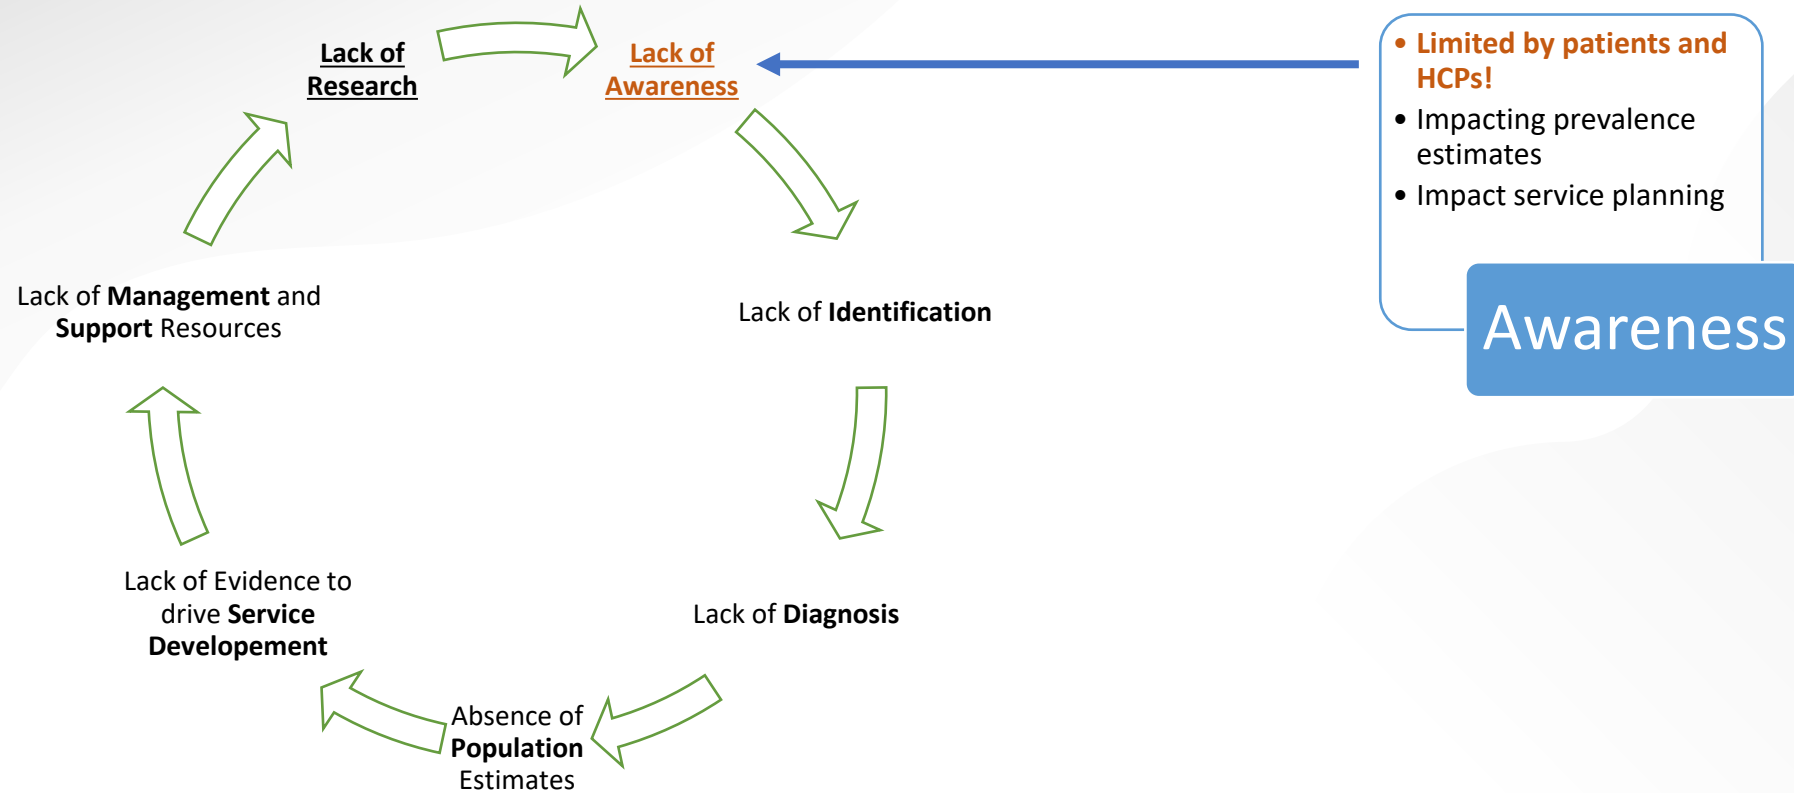 Lack of
Research
Lack of
Awareness
Lack of Identification
Lack of Diagnosis
Absence of
Population
Estimates
Lack of Evidence to
drive Service
Developement
Lack of Management and
Support Resources
• Limited by patients and
HCPs!
• Impacting prevalence
estimates
• Impact service planning
Awareness